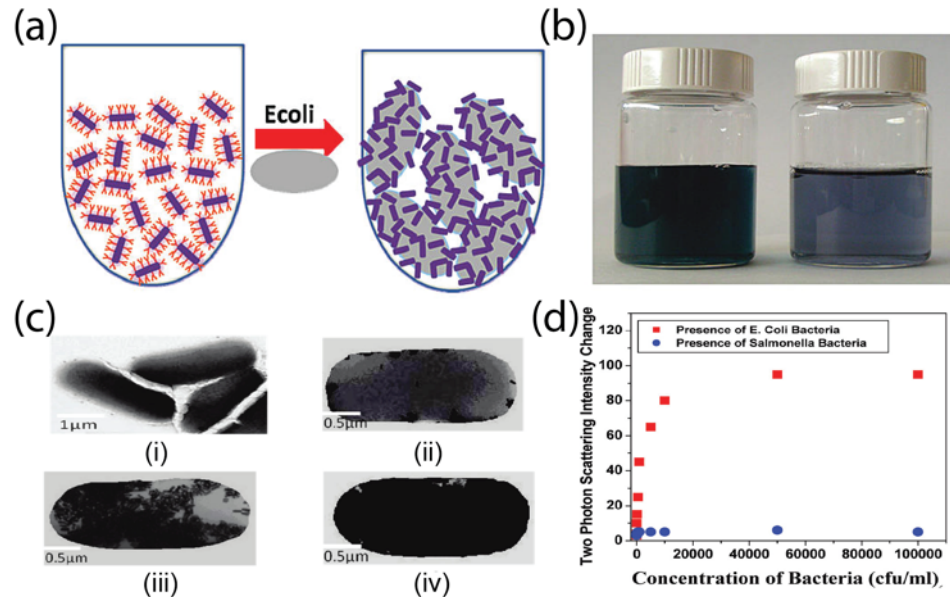 (a)
Ecoli
(b)
(c)
1μm
(i)
0.5μm
(ii)
0.5μm
(iii)
0.5μm
(iv)
(d)
Two Photon Scattering Intensity Change
120
100
80
60
40
20
0
Presence of E. Coli Bacteria
Presence of Salmonella Bacteria
0 20000 40000 60000 80000 100000
Concentration of Bacteria (cfu/ml)